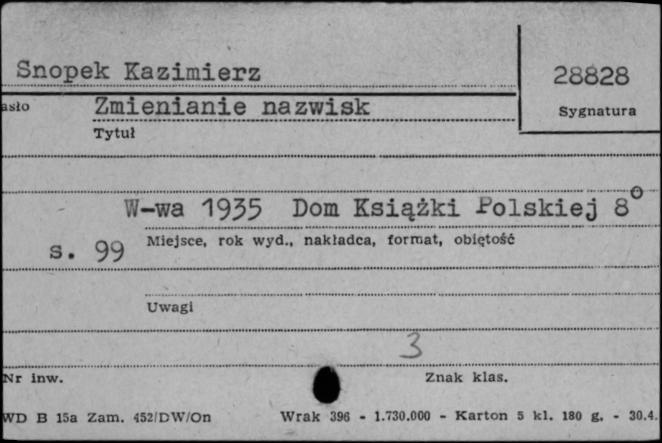 Snopek Kazimierz
28828
asło
Zmienianie nazwisk
Sygnatura
Tytuł
W-wa 1935 Dom Książki Polskiej 8°
s. 99
Miejsce, rok wyd., nakładca, format, obiętość
Uwagi
3
Nr inw.
Znak klas.
WD B 15a Zam. 452/DW/On
Wrak 396 - 1.730.000 - Karton 5 kl. 180 g. - 30.4.